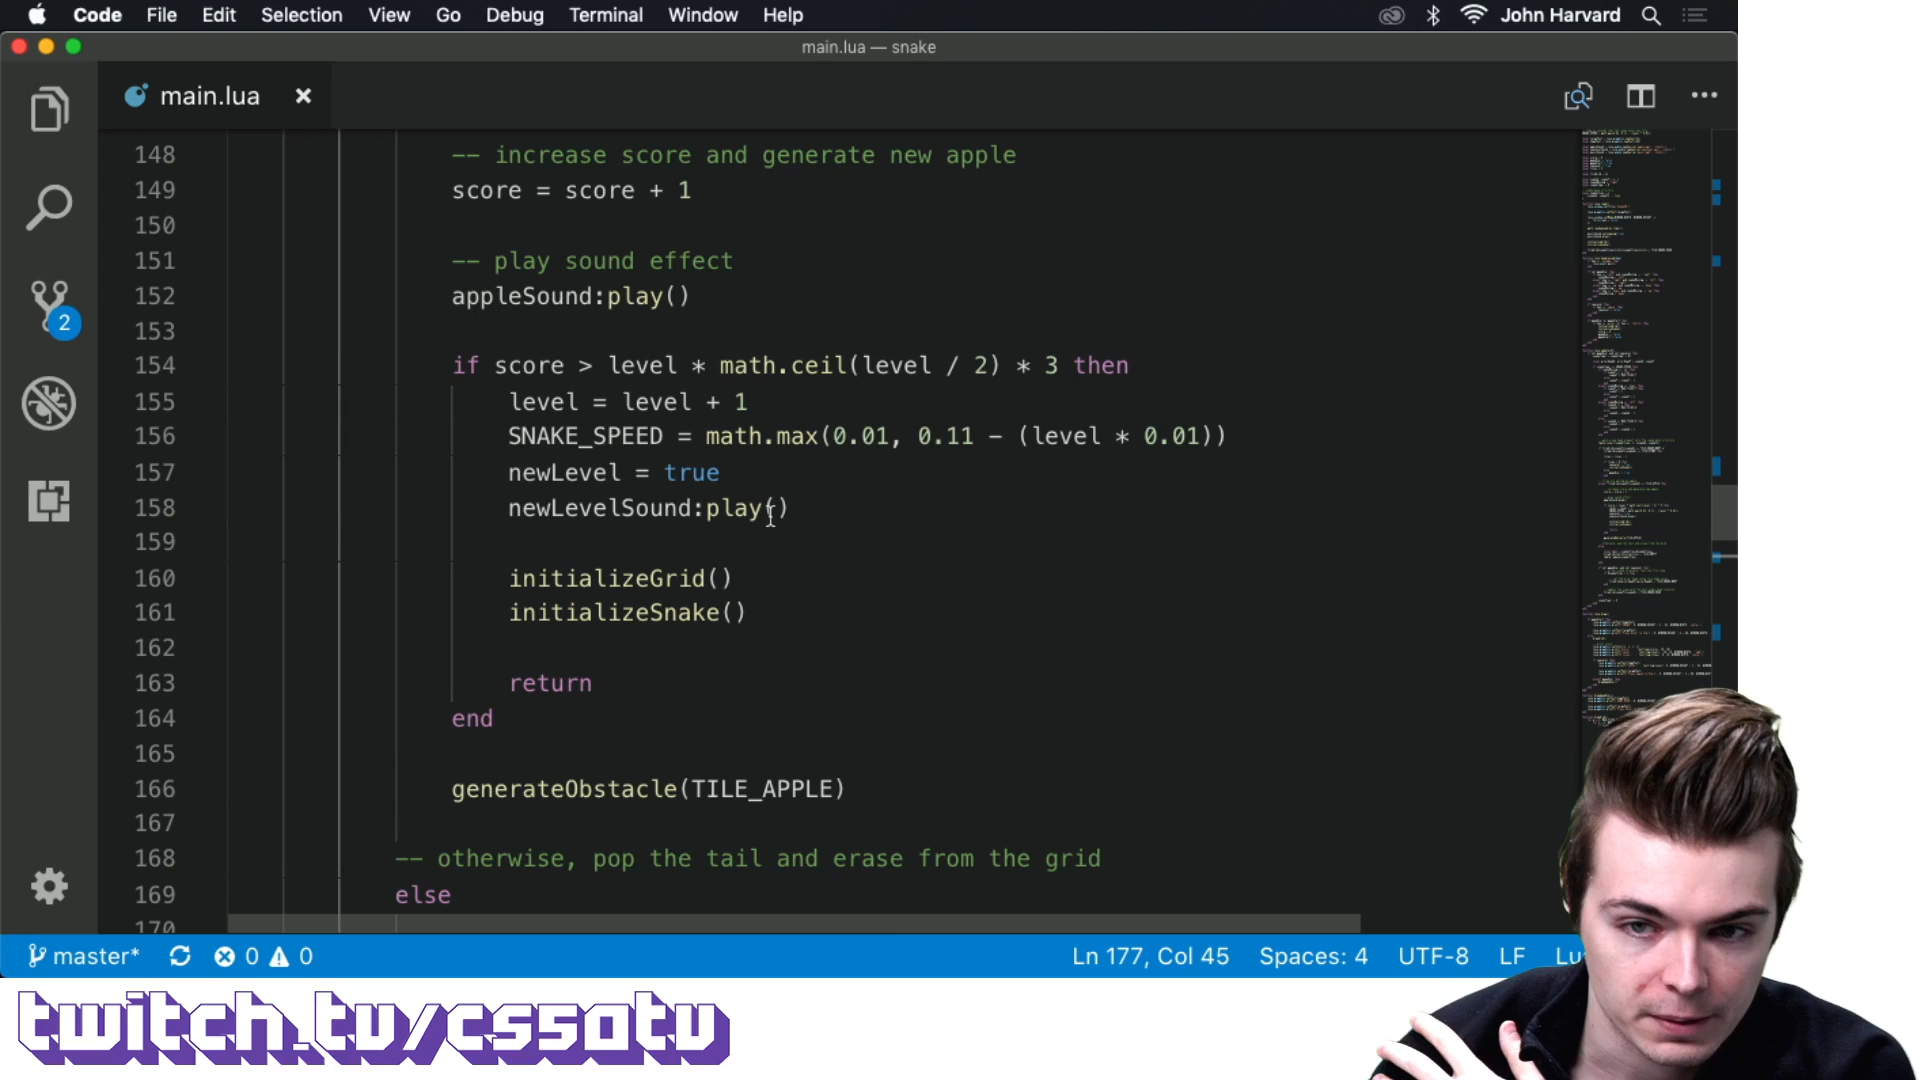 Code File Edit Selection View Go Debug Terminal Window Help John Harvard
main.lua — snake
main.lua
148 -- increase score and generate new apple
149 score = score + 1
150
151 -- play sound effect
152 appleSound:play()
153
154 if score > level * math.ceil(level / 2) * 3 then
155 level = level + 1
156 SNAKE_SPEED = math.max(0.01, 0.11 - (level * 0.01))
157 newLevel = true
158 newLevelSound:play()
159
160 initializeGrid()
161 initializeSnake()
162
163 return
164 end
165
166 generateObstacle(TILE_APPLE)
167
168 -- otherwise, pop the tail and erase from the grid
169 else
170
2
master* 0 0 Ln 177, Col 45 Spaces: 4 UTF-8 LF
twitch.tv/cs50tv